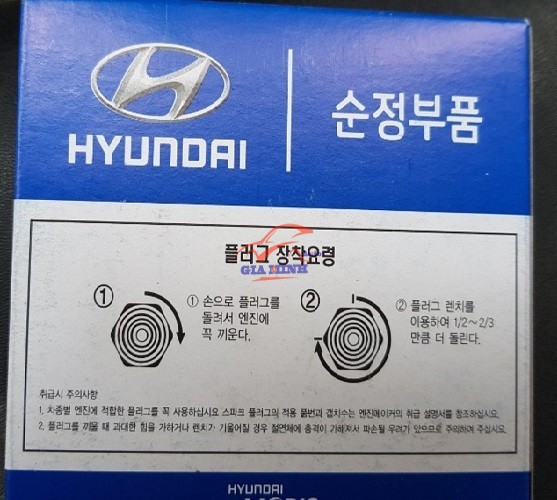 HYUNDAI
순정부품
플러그 장착요령
GIA MINH
①
① 손으로 플러그를
돌려서 엔진에
꼭 끼운다.
②
② 플러그 렌치를
이용하여 1/2~2/3
만큼 더 돌린다.
취급시 주의사항
1. 차종별 엔진에 적합한 플러그를 꼭 사용하십시요 스파크 플러그의 적용 품번과 갭치수는 엔진메이커의 취급 설명서를 참조하십시요.
2. 플러그를 끼울 때 과대한 힘을 가하거나 렌치가 기울어질 경우 절연체에 충격이 가해져서 파손될 우려가 있으므로 주의하여 주십시요.
HYUNDAI
MOBIS